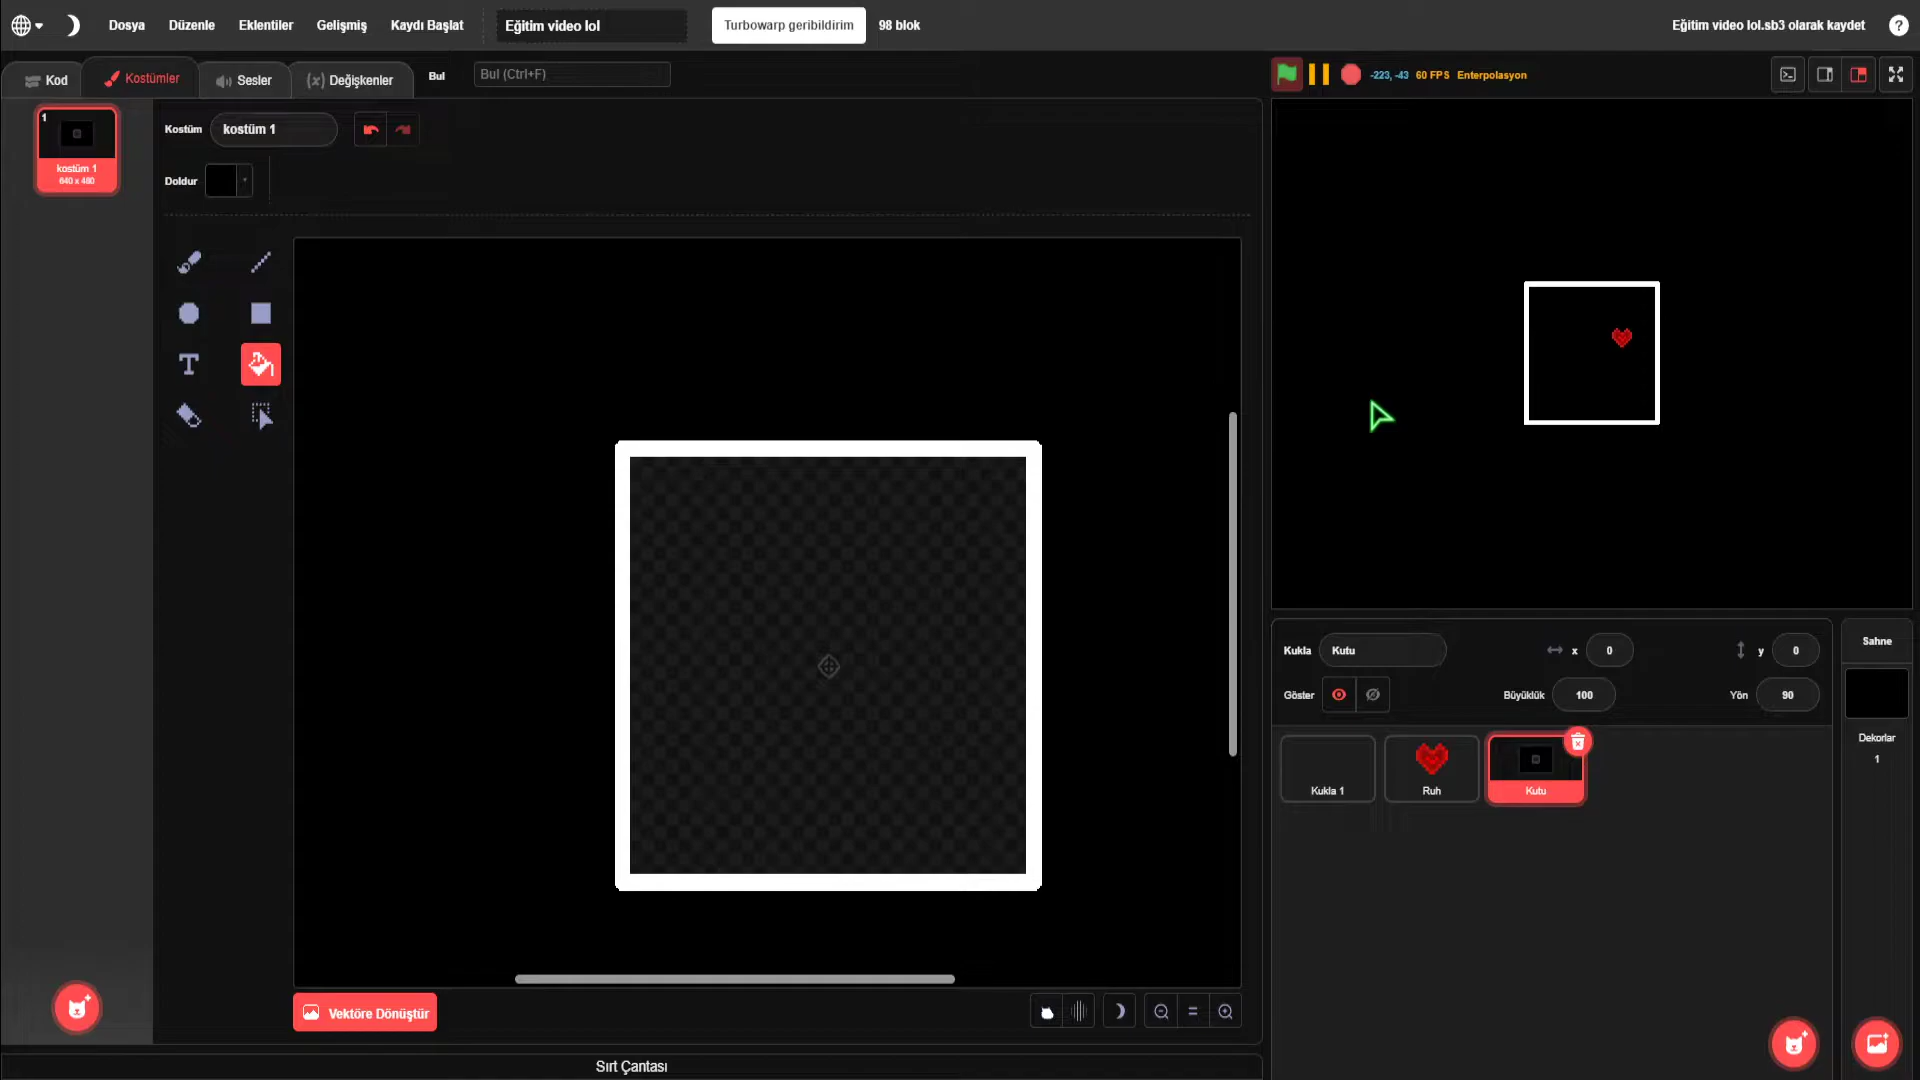 Dosya Düzenle Eklentiler Gelişmiş Kaydı Başlat Eğitim video lol Turbowarp geribildirim 98 blok Eğitim video lol.sb3 olarak kaydet ?
Kod Kostümler Sesler (x) Değişkenler Bul Bul (Ctrl+F)
-223, -43 60 FPS Enterpolasyon
1
kostüm 1
640 x 480
Kostüm kostüm 1
Doldur
T
Kukla Kutu x 0 y 0
Göster Büyüklük 100 Yön 90
Kukla 1
Ruh
Kutu
Sahne
Dekorlar
1
Vektöre Dönüştür
Sırt Çantası